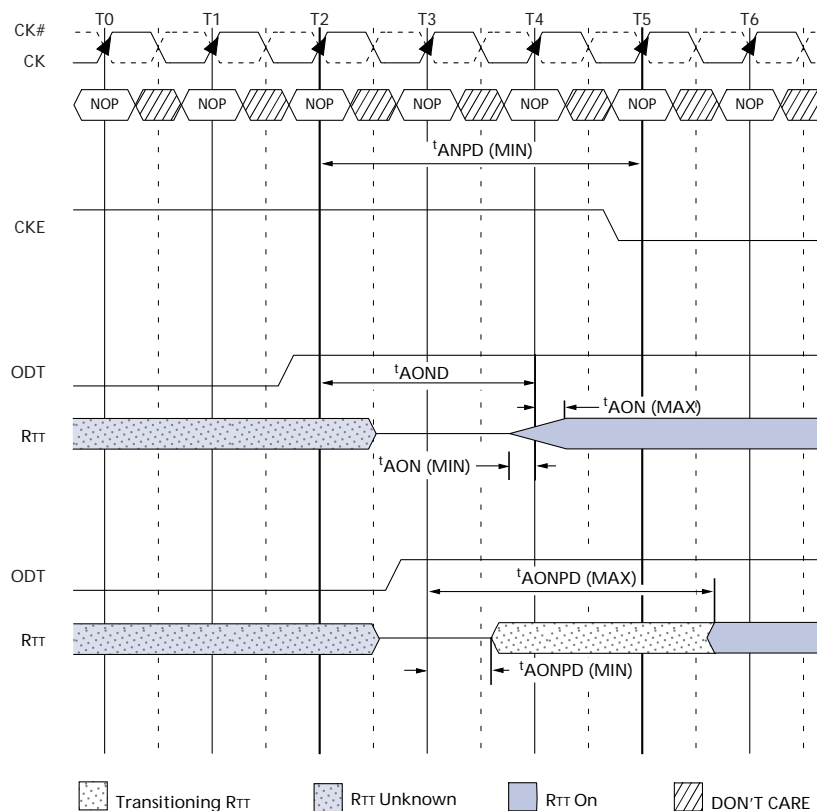 T0 T1 T2 T3 T4 T5 T6
CK#
CK
NOP NOP NOP NOP NOP NOP NOP
tANPD (MIN)
CKE
ODT
tAOND
tAON (MAX)
RTT
tAON (MIN)
ODT
tAONPD (MAX)
RTT
tAONPD (MIN)
Transitioning RTT RTT Unknown RTT On DON'T CARE